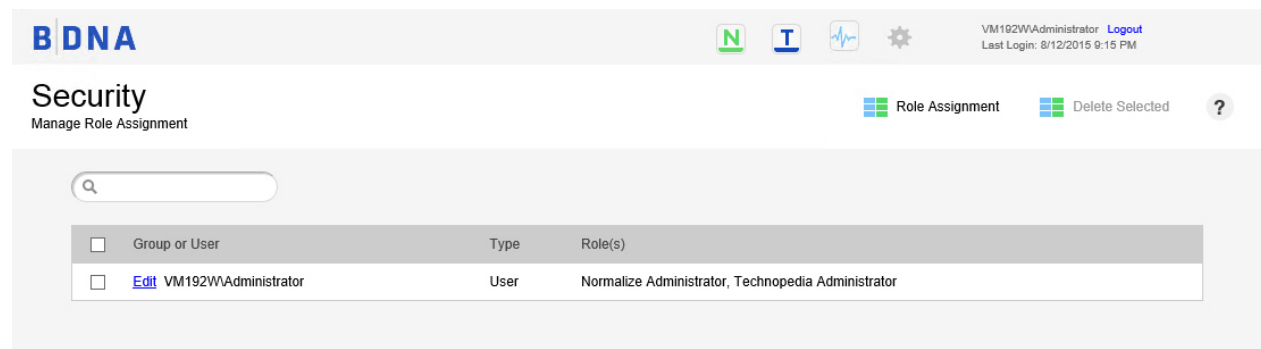 BDNA
N T
VM192W\Administrator Logout
Last Login: 8/12/2015 9:15 PM
Security
Manage Role Assignment
Role Assignment
Delete Selected
?
Group or User Type Role(s)
Edit VM192W\Administrator User Normalize Administrator, Technopedia Administrator